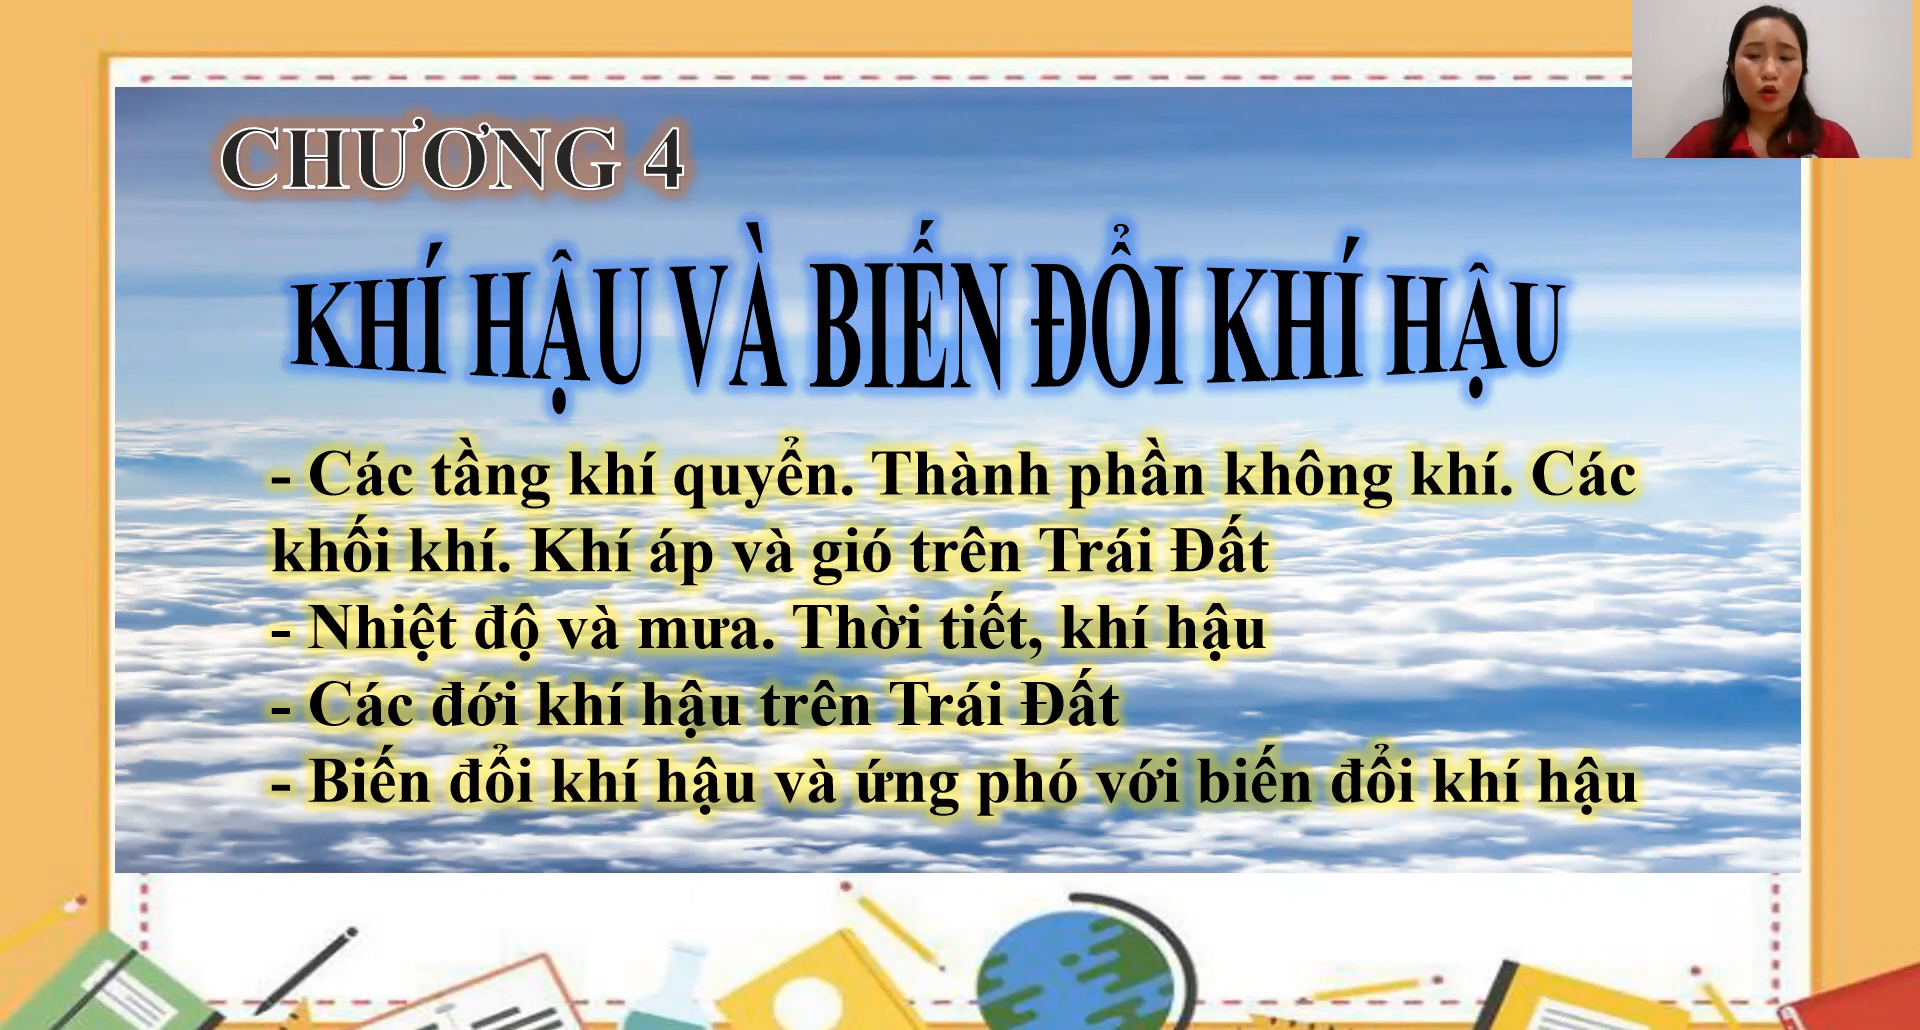 CHƯƠNG 4
KHÍ HẬU VÀ BIẾN ĐỔI KHÍ HẬU
- Các tầng khí quyển. Thành phần không khí. Các
khối khí. Khí áp và gió trên Trái Đất
- Nhiệt độ và mưa. Thời tiết, khí hậu
- Các đới khí hậu trên Trái Đất
- Biến đổi khí hậu và ứng phó với biến đổi khí hậu